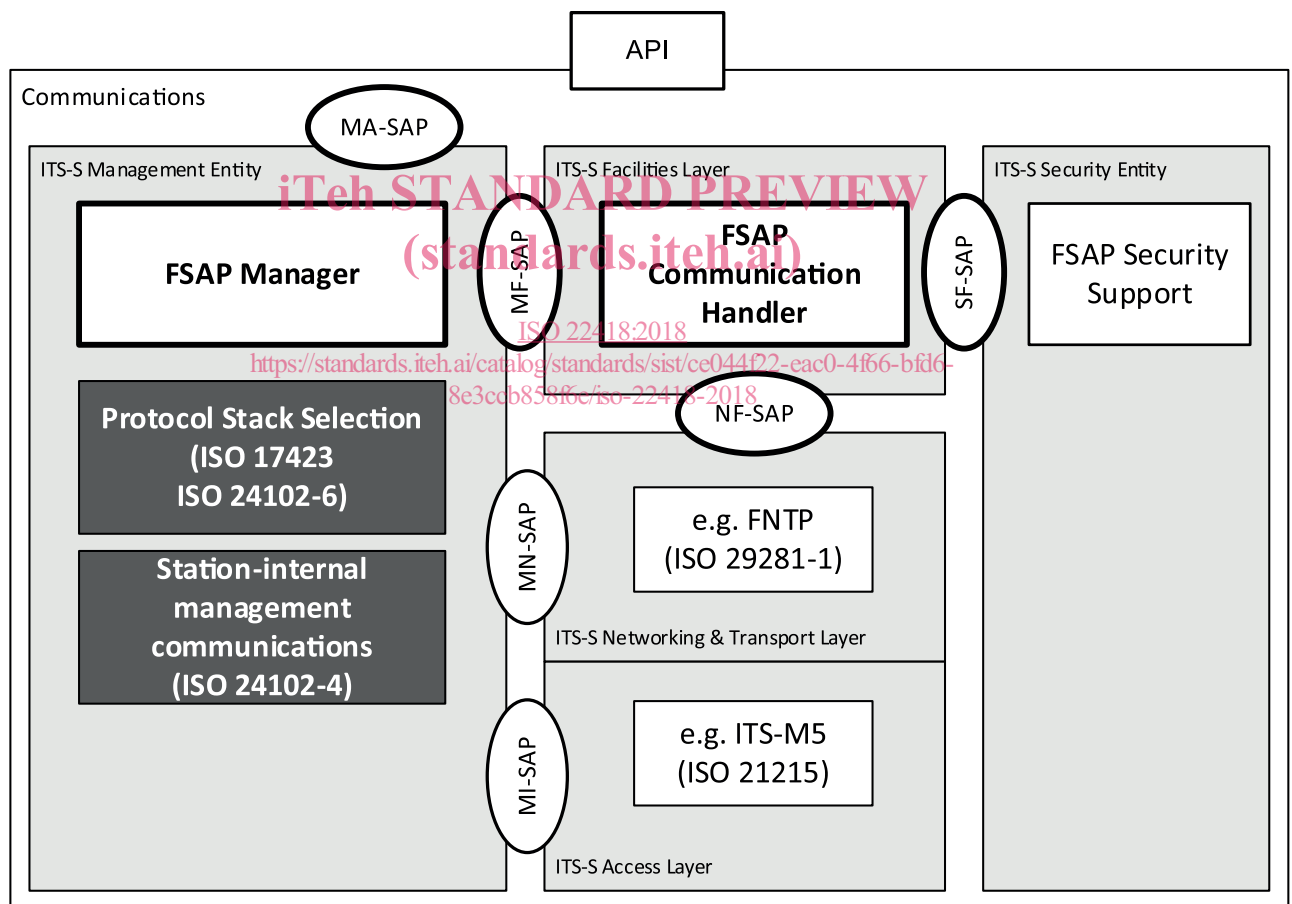 API
Communications
MA-SAP
ITS-S Management Entity
FSAP Manager
Protocol Stack Selection
(ISO 17423
ISO 24102-6)
Station-internal
management
communications
(ISO 24102-4)
MF-SAP
MN-SAP
MI-SAP
ITS-S Facilities Layer
FSAP
Communication
Handler
NF-SAP
e.g. FNTP
(ISO 29281-1)
ITS-S Networking & Transport Layer
e.g. ITS-M5
(ISO 21215)
ITS-S Access Layer
SF-SAP
ITS-S Security Entity
FSAP Security
Support
iTeh STANDARD PREVIEW
(standards.iteh.ai)
ISO 22418:2018
https://standards.iteh.ai/catalog/standards/sist/ce044f22-eac0-4f66-bfd6-
8e3ccb858f6c/iso-22418-2018